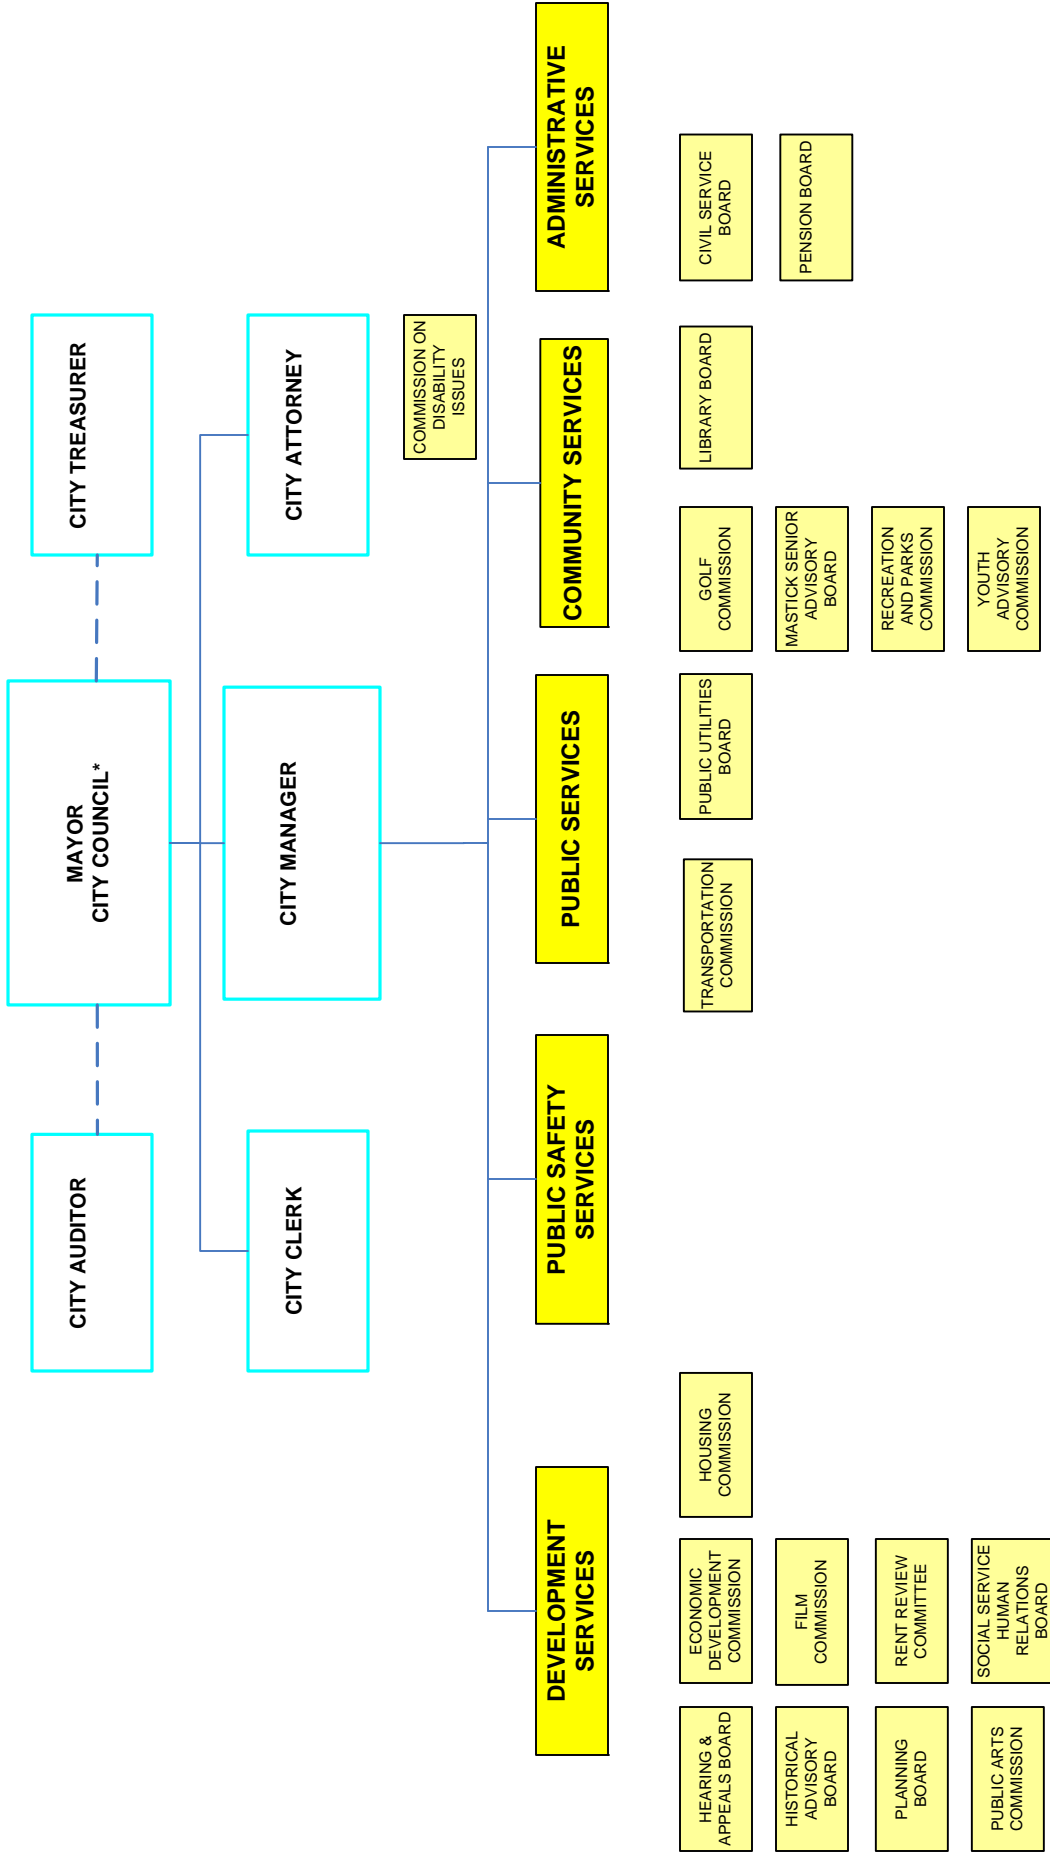 CITY AUDITOR
MAYOR
CITY COUNCIL*
CITY TREASURER
CITY CLERK
CITY MANAGER
CITY ATTORNEY
COMMISSION ON
DISABILITY
ISSUES
DEVELOPMENT
SERVICES
PUBLIC SAFETY
SERVICES
PUBLIC SERVICES
COMMUNITY SERVICES
ADMINISTRATIVE
SERVICES
HEARING &
APPEALS BOARD
ECONOMIC
DEVELOPMENT
COMMISSION
HOUSING
COMMISSION
TRANSPORTATION
COMMISSION
PUBLIC UTILITIES
BOARD
GOLF
COMMISSION
LIBRARY BOARD
CIVIL SERVICE
BOARD
HISTORICAL
ADVISORY
BOARD
FILM
COMMISSION
MASTICK SENIOR
ADVISORY
BOARD
PENSION BOARD
PLANNING
BOARD
RENT REVIEW
COMMITTEE
RECREATION
AND PARKS
COMMISSION
PUBLIC ARTS
COMMISSION
SOCIAL SERVICE
HUMAN
RELATIONS
BOARD
YOUTH
ADVISORY
COMMISSION